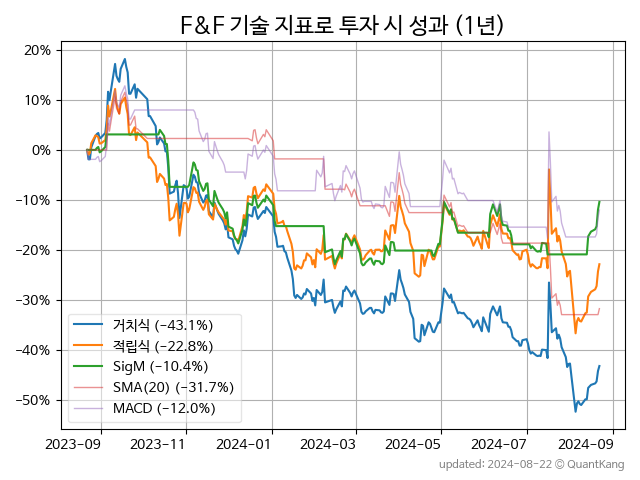 F&F 기술 지표로 투자 시 성과 (1년)
20%
10%
0%
−10%
−20%
−30%
−40%
−50%
거치식 (−43.1%)
적립식 (−22.8%)
SigM (−10.4%)
SMA(20) (−31.7%)
MACD (−12.0%)
2023-09 2023-11 2024-01 2024-03 2024-05 2024-07 2024-09
updated: 2024-08-22 @ QuantKang